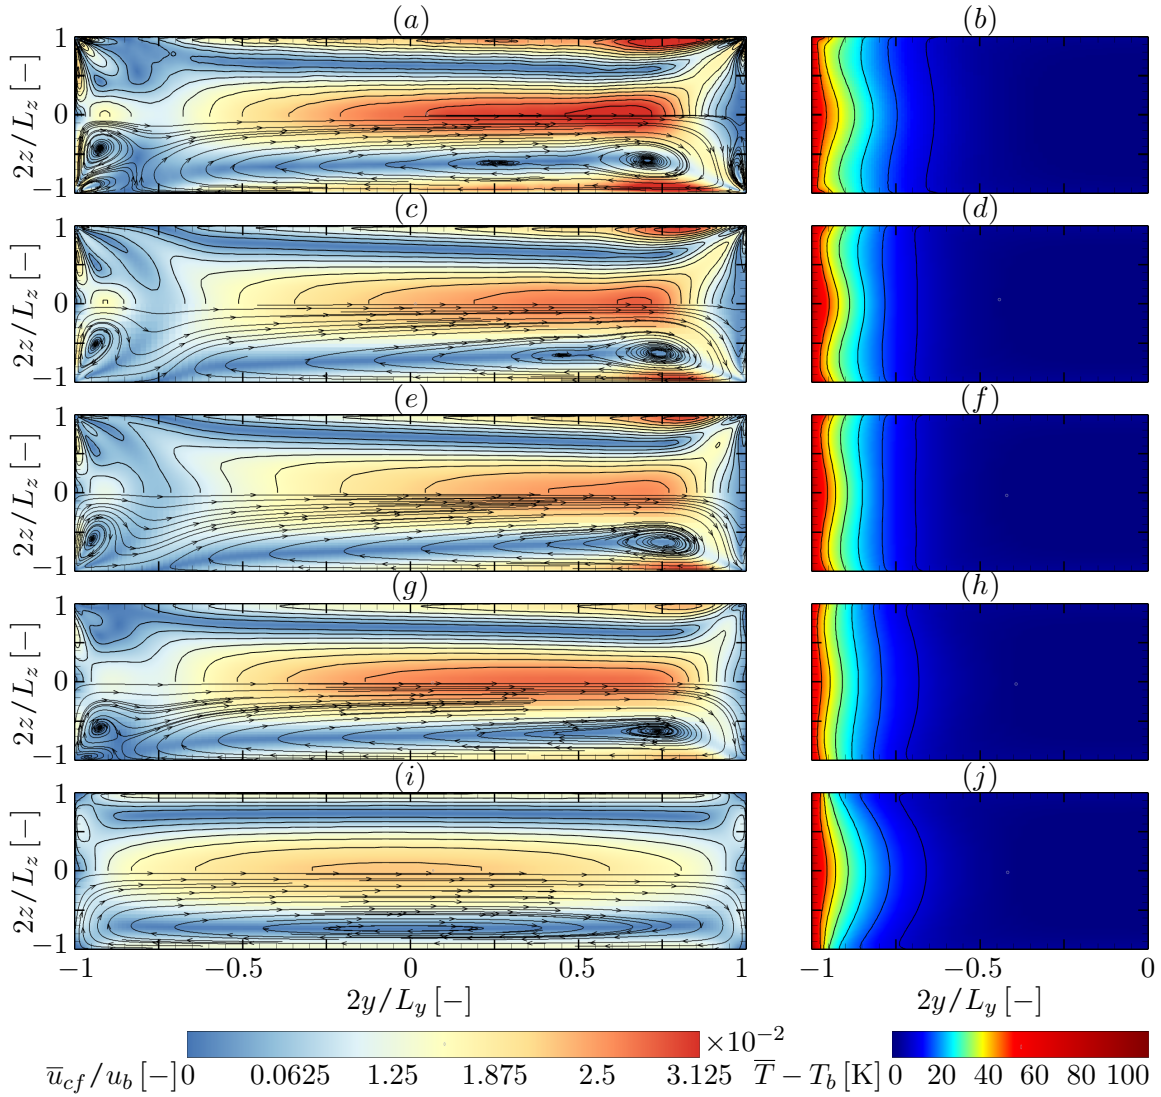 (a) (b)
1
0
−1
2z/L_z [−]
(c) (d)
1
0
−1
2z/L_z [−]
(e) (f)
1
0
−1
2z/L_z [−]
(g) (h)
1
0
−1
2z/L_z [−]
(i) (j)
1
0
−1
2z/L_z [−]
−1 −0.5 0 0.5 1 −1 −0.5 0
2y/L_y [−] 2y/L_y [−]
×10⁻²
u̅_cf/u_b [−] 0 0.0625 1.25 1.875 2.5 3.125 T̅ − T_b [K] 0 20 40 60 80 100